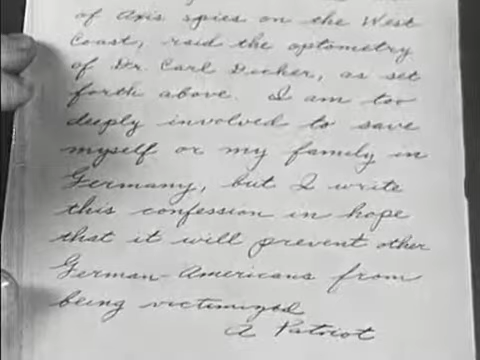 of Axis spies on the West
Coast, raid the optometry
of Dr. Carl Decker, as set
forth above. I am too
deeply involved to save
myself or my family in
Germany, but I write
this confession in hope
that it will prevent other
German-Americans from
being victimized
A Patriot